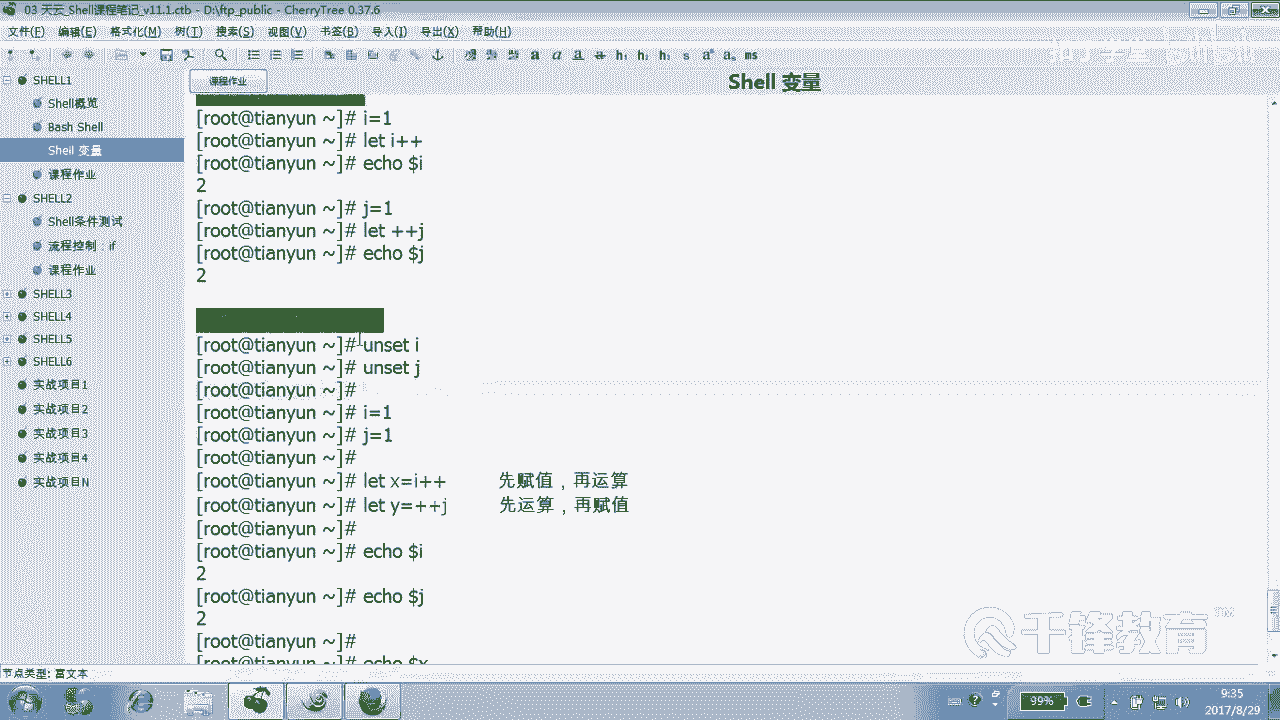 03 天云_Shell课程笔记_v11.1.ctb - D:\ftp_public - CherryTree 0.37.6
文件(F) 编辑(E) 格式化(M) 树(T) 搜索(S) 视图(V) 书签(B) 导入(I) 导出(X) 帮助(H)
h₁ h₂ h₃ s a a ms
SHELL1
Shell概览
Bash Shell
Shell 变量
课程作业
SHELL2
Shell条件测试
流程控制：if
课程作业
SHELL3
SHELL4
SHELL5
SHELL6
实战项目1
实战项目2
实战项目3
实战项目4
实战项目N
课程作业
Shell 变量
[root@tianyun ~]# i=1
[root@tianyun ~]# let i++
[root@tianyun ~]# echo $i
2
[root@tianyun ~]# j=1
[root@tianyun ~]# let ++j
[root@tianyun ~]# echo $j
2
[root@tianyun ~]# unset i
[root@tianyun ~]# unset j
[root@tianyun ~]#
[root@tianyun ~]# i=1
[root@tianyun ~]# j=1
[root@tianyun ~]#
[root@tianyun ~]# let x=i++ 先赋值，再运算
[root@tianyun ~]# let y=++j 先运算，再赋值
[root@tianyun ~]#
[root@tianyun ~]# echo $i
2
[root@tianyun ~]# echo $j
2
[root@tianyun ~]#
[root@tianyun ~]# echo $x
千锋教育
节点类型: 富文本
99%
9:35
2017/8/29